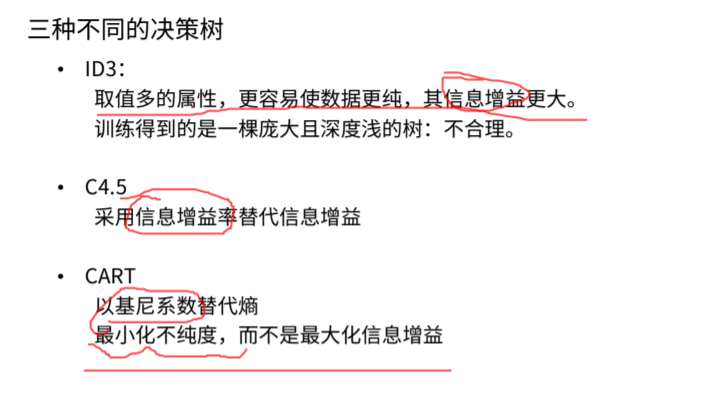 三种不同的决策树
• ID3：
取值多的属性，更容易使数据更纯，其信息增益更大。
训练得到的是一棵庞大且深度浅的树：不合理。
• C4.5
采用信息增益率替代信息增益
• CART
以基尼系数替代熵
最小化不纯度，而不是最大化信息增益